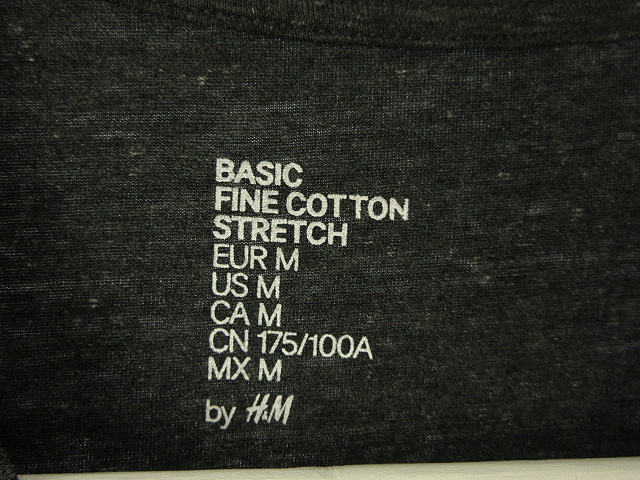 BASIC
FINE COTTON
STRETCH
EUR M
US M
CA M
CN 175/100A
MX M
by H&M